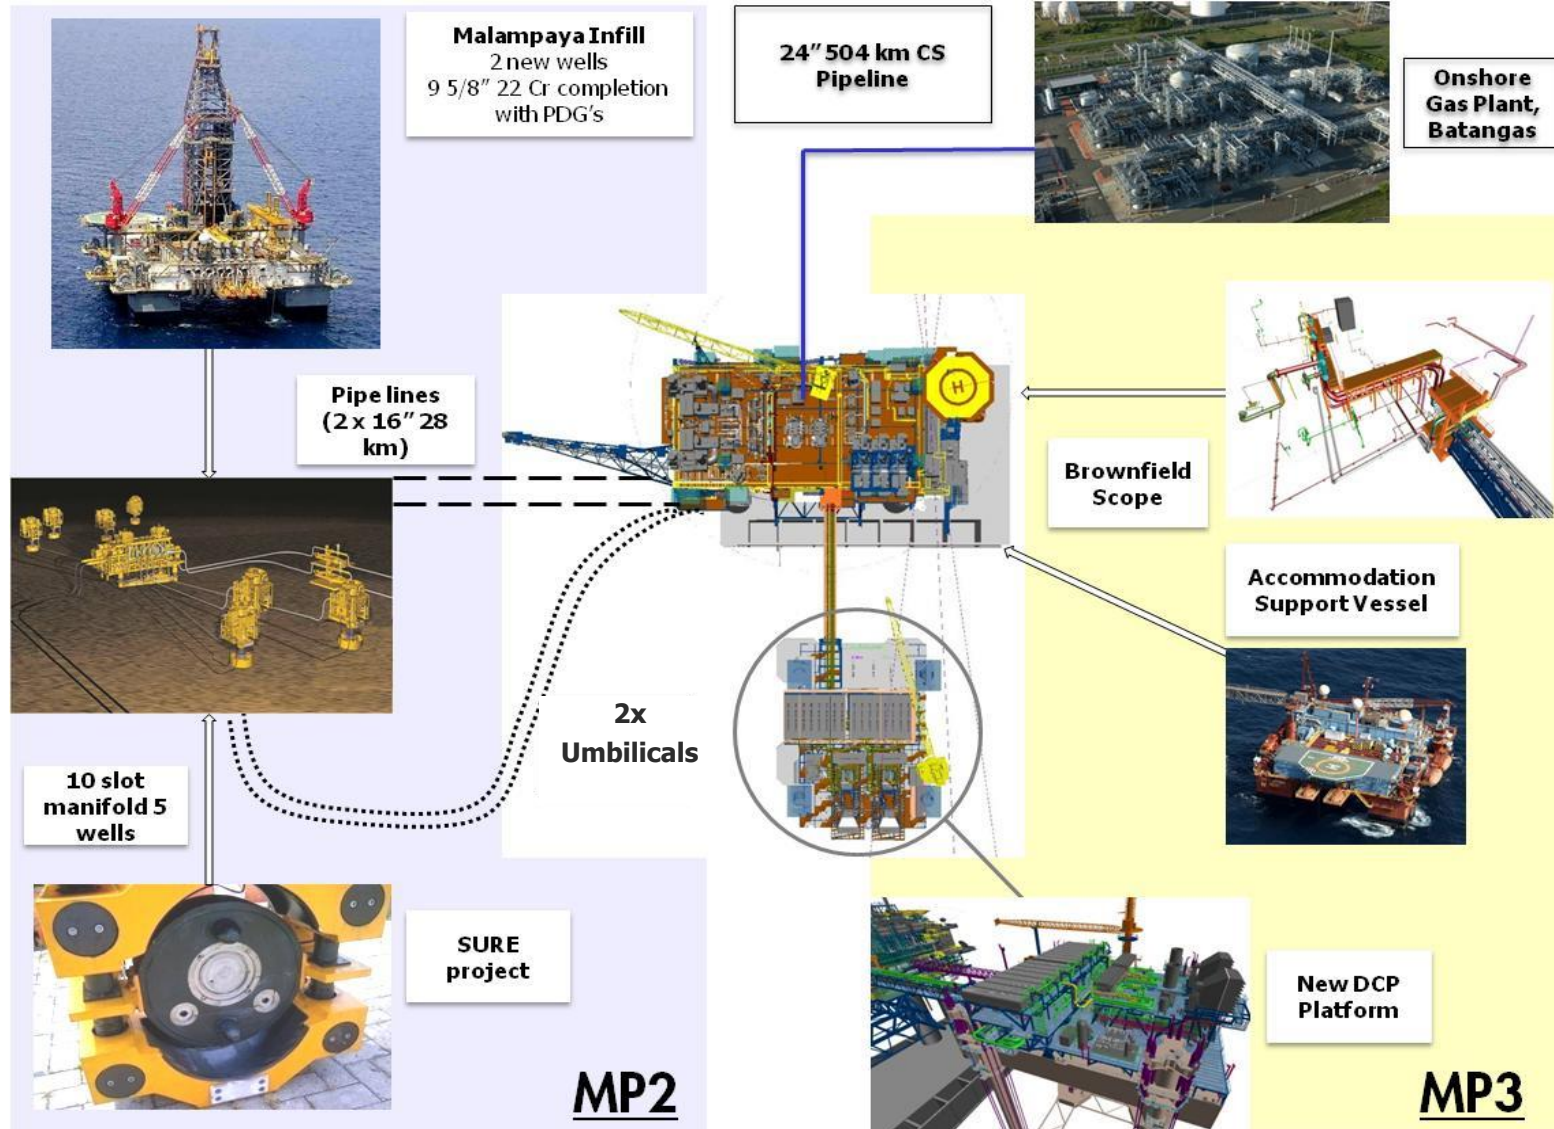 Malampaya Infill
2 new wells
9 5/8” 22 Cr completion
with PDG’s
24” 504 km CS
Pipeline
Onshore
Gas Plant,
Batangas
Pipe lines
(2 x 16” 28
km)
H
Brownfield
Scope
Accommodation
Support Vessel
2x
Umbilicals
10 slot
manifold 5
wells
SURE
project
New DCP
Platform
MP2
MP3